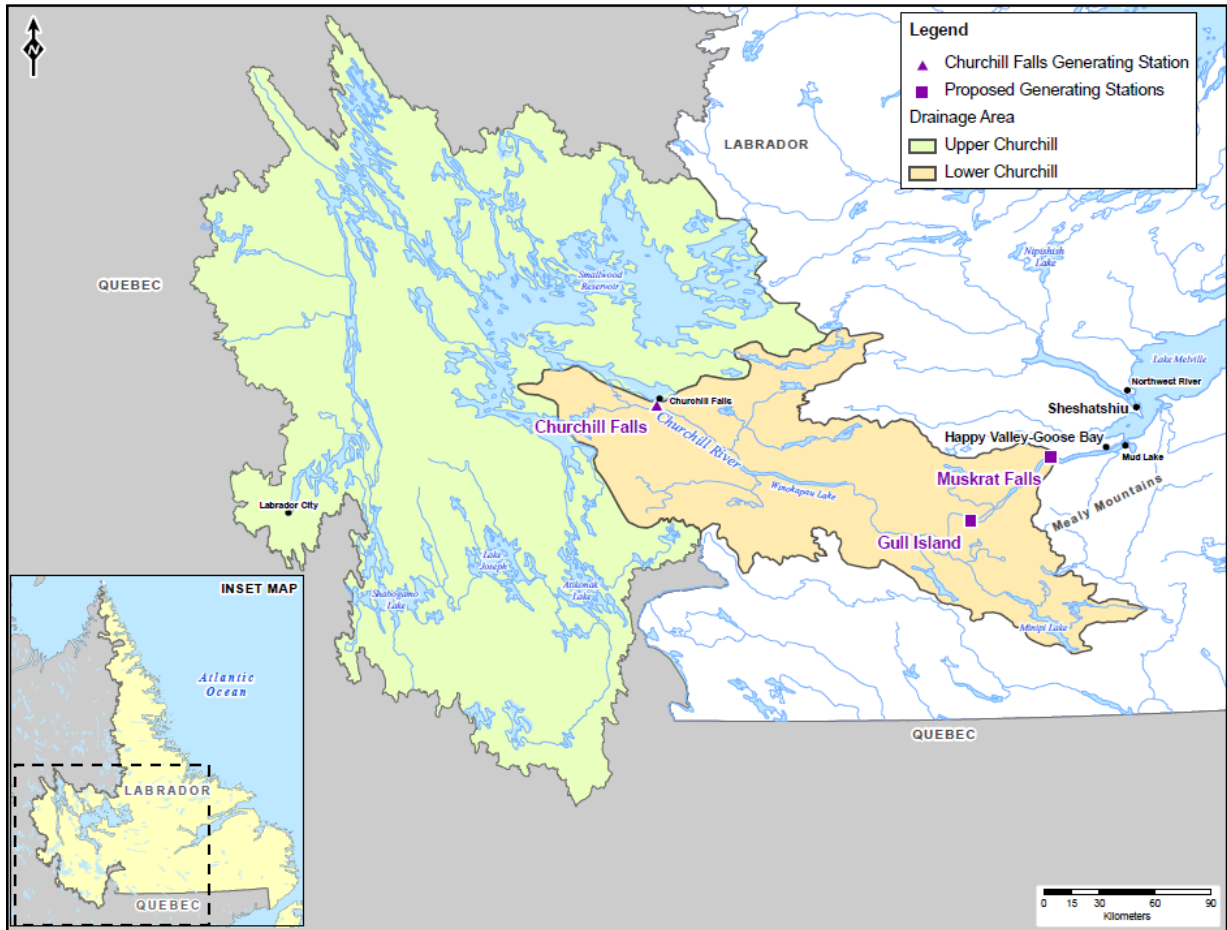 N
Legend
Churchill Falls Generating Station
Proposed Generating Stations
Drainage Area
Upper Churchill
Lower Churchill
LABRADOR
QUEBEC
Nipishish
Lake
Smallwood
Reservoir
Lake Melville
Northwest River
Sheshatshiu
Churchill Falls
Churchill Falls
Churchill River
Happy Valley-Goose Bay
Mud Lake
Muskrat Falls
Winokapau Lake
Mealy Mountains
Gull Island
Labrador City
Lake
Joseph
Shabogamo
Lake
Atikonak
Lake
Minipi Lake
QUEBEC
INSET MAP
Atlantic
Ocean
LABRADOR
QUEBEC
0 15 30 60 90
Kilometers